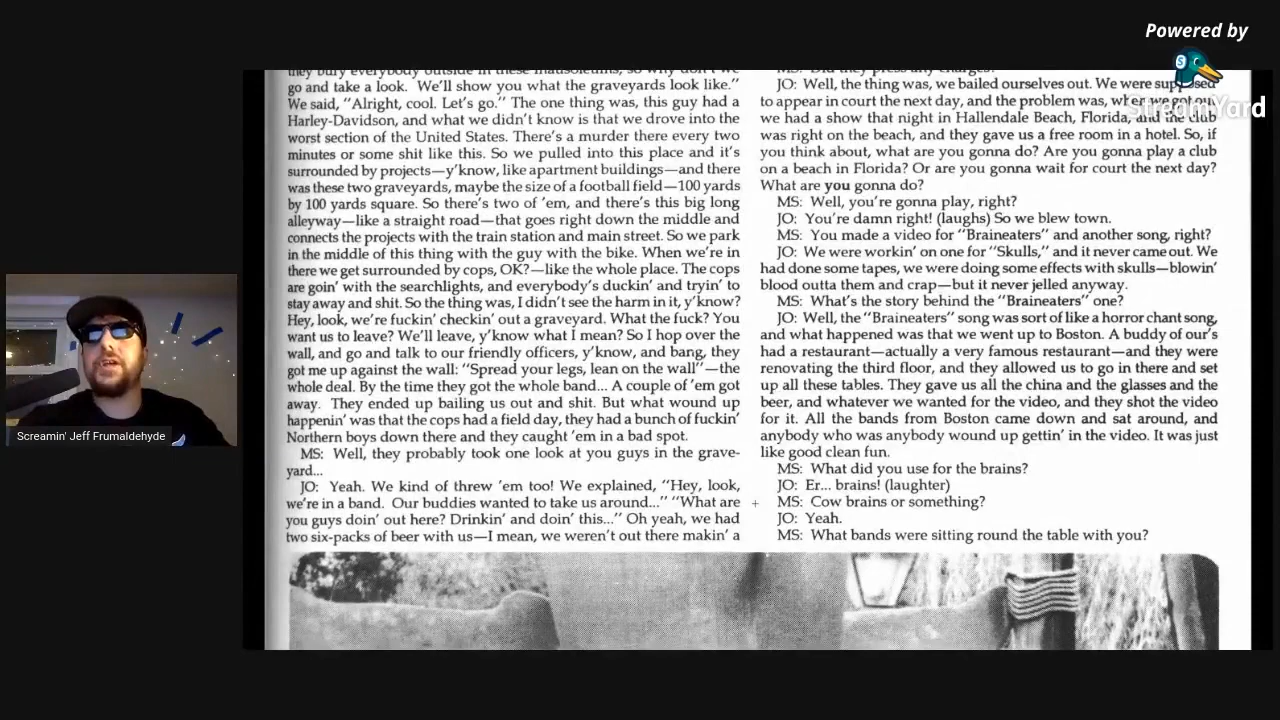 Powered by
StreamYard
S
they bury everybody outside in these mausoleums, so why don't we
go and take a look. We'll show you what the graveyards look like."
We said, "Alright, cool. Let's go." The one thing was, this guy had a
Harley-Davidson, and what we didn't know is that we drove into the
worst section of the United States. There's a murder there every two
minutes or some shit like this. So we pulled into this place and it's
surrounded by projects—y'know, like apartment buildings—and there
was these two graveyards, maybe the size of a football field—100 yards
by 100 yards square. So there's two of 'em, and there's this big long
alleyway—like a straight road—that goes right down the middle and
connects the projects with the train station and main street. So we park
in the middle of this thing with the guy with the bike. When we're in
there we get surrounded by cops, OK?—like the whole place. The cops
are goin' with the searchlights, and everybody's duckin' and tryin' to
stay away and shit. So the thing was, I didn't see the harm in it, y'know?
Hey, look, we're fuckin' checkin' out a graveyard. What the fuck? You
want us to leave? We'll leave, y'know what I mean? So I hop over the
wall, and go and talk to our friendly officers, y'know, and bang, they
got me up against the wall: "Spread your legs, lean on the wall"—the
whole deal. By the time they got the whole band... A couple of 'em got
away. They ended up bailing us out and shit. But what wound up
happenin' was that the cops had a field day, they had a bunch of fuckin'
Northern boys down there and they caught 'em in a bad spot.
MS: Well, they probably took one look at you guys in the grave-
yard...
JO: Yeah. We kind of threw 'em too! We explained, "Hey, look,
we're in a band. Our buddies wanted to take us around..." "What are
you guys doin' out here? Drinkin' and doin' this..." Oh yeah, we had
two six-packs of beer with us—I mean, we weren't out there makin' a
MS: Did they press any charges?
JO: Well, the thing was, we bailed ourselves out. We were supposed
to appear in court the next day, and the problem was, when we got out
we had a show that night in Hallendale Beach, Florida, and the club
was right on the beach, and they gave us a free room in a hotel. So, if
you think about, what are you gonna do? Are you gonna play a club
on a beach in Florida? Or are you gonna wait for court the next day?
What are you gonna do?
MS: Well, you're gonna play, right?
JO: You're damn right! (laughs) So we blew town.
MS: You made a video for "Braineaters" and another song, right?
JO: We were workin' on one for "Skulls," and it never came out. We
had done some tapes, we were doing some effects with skulls—blowin'
blood outta them and crap—but it never jelled anyway.
MS: What's the story behind the "Braineaters" one?
JO: Well, the "Braineaters" song was sort of like a horror chant song,
and what happened was that we went up to Boston. A buddy of our's
had a restaurant—actually a very famous restaurant—and they were
renovating the third floor, and they allowed us to go in there and set
up all these tables. They gave us all the china and the glasses and the
beer, and whatever we wanted for the video, and they shot the video
for it. All the bands from Boston came down and sat around, and
anybody who was anybody wound up gettin' in the video. It was just
like good clean fun.
MS: What did you use for the brains?
JO: Er... brains! (laughter)
MS: Cow brains or something?
JO: Yeah.
MS: What bands were sitting round the table with you?
Screamin' Jeff Frumaldehyde